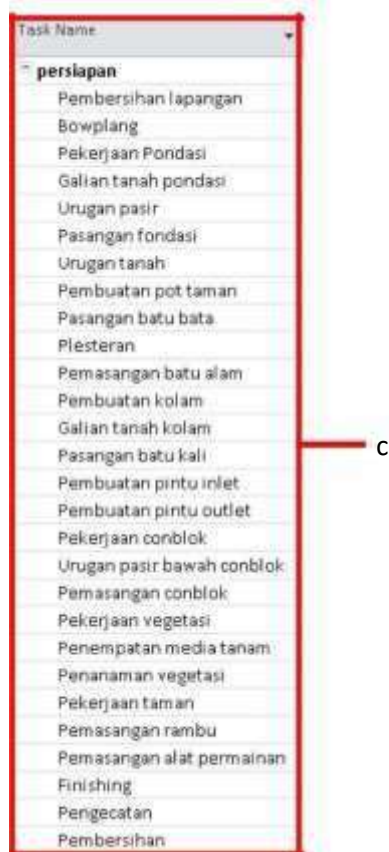 Task Name
persiapan
Pembersihan lapangan
Bowplang
Pekerjaan Pondasi
Galian tanah pondasi
Urugan pasir
Pasangan fondasi
Urugan tanah
Pembuatan pot taman
Pasangan batu bata
Plesteran
Pemasangan batu alam
Pembuatan kolam
Galian tanah kolam
Pasangan batu kali
Pembuatan pintu inlet
Pembuatan pintu outlet
Pekerjaan conblok
Urugan pasir bawah conblok
Pemasangan conblok
Pekerjaan vegetasi
Penempatan media tanam
Penanaman vegetasi
Pekerjaan taman
Pemasangan rambu
Pemasangan alat permainan
Finishing
Pengecatan
Pembersihan
c